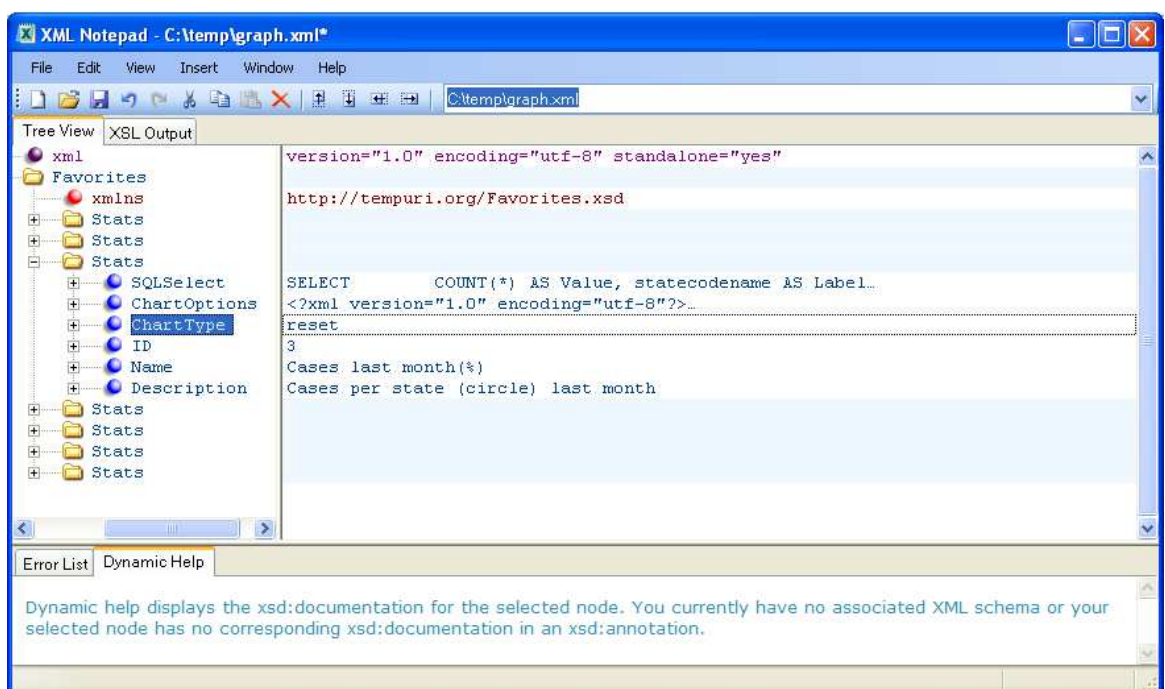 XML Notepad - C:\temp\graph.xml*
File Edit View Insert Window Help
C:\temp\graph.xml
Tree View XSL Output
xml version="1.0" encoding="utf-8" standalone="yes"
Favorites
xmlns http://tempuri.org/Favorites.xsd
Stats
Stats
Stats
SQLSelect SELECT COUNT(*) AS Value, statecodename AS Label…
ChartOptions <?xml version="1.0" encoding="utf-8"?>…
ChartType reset
ID 3
Name Cases last month(%)
Description Cases per state (circle) last month
Stats
Stats
Stats
Stats
Error List Dynamic Help
Dynamic help displays the xsd:documentation for the selected node. You currently have no associated XML schema or your
selected node has no corresponding xsd:documentation in an xsd:annotation.